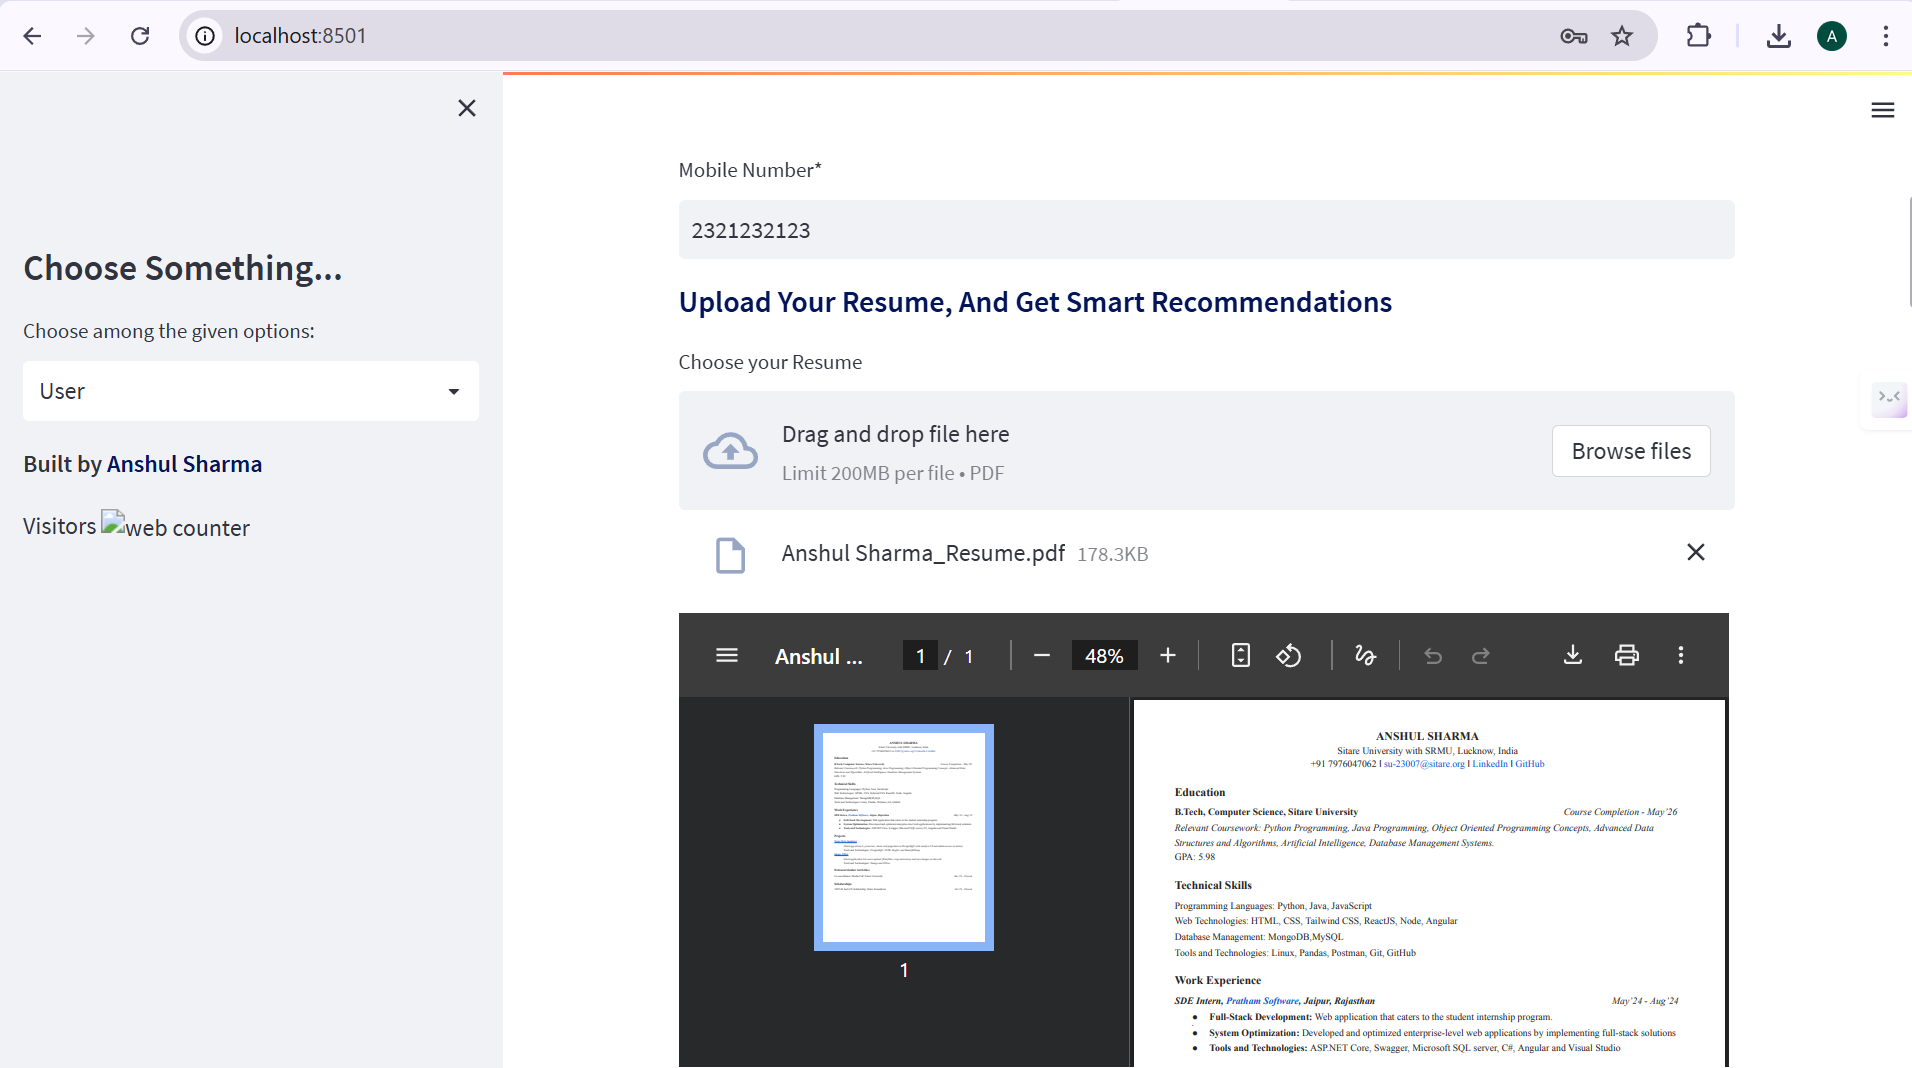 localhost:8501
A
Choose Something...
Choose among the given options:
User
Built by Anshul Sharma
Visitors web counter
Mobile Number*
2321232123
Upload Your Resume, And Get Smart Recommendations
Choose your Resume
Drag and drop file here
Limit 200MB per file • PDF
Browse files
Anshul Sharma_Resume.pdf 178.3KB
Anshul ...
1 / 1
48%
1
ANSHUL SHARMA
Sitare University with SRMU, Lucknow, India
+91 7976047062 | su-23007@sitare.org | LinkedIn | GitHub
Education
B.Tech, Computer Science, Sitare University Course Completion - May'26
Relevant Coursework: Python Programming, Java Programming, Object Oriented Programming Concepts, Advanced Data
Structures and Algorithms, Artificial Intelligence, Database Management Systems.
GPA: 5.98
Technical Skills
Programming Languages: Python, Java, JavaScript
Web Technologies: HTML, CSS, Tailwind CSS, ReactJS, Node, Angular
Database Management: MongoDB,MySQL
Tools and Technologies: Linux, Pandas, Postman, Git, GitHub
Work Experience
SDE Intern, Pratham Software, Jaipur, Rajasthan May'24 - Aug'24
● Full-Stack Development: Web application that caters to the student internship program.
● System Optimization: Developed and optimized enterprise-level web applications by implementing full-stack solutions
● Tools and Technologies: ASP.NET Core, Swagger, Microsoft SQL server, C#, Angular and Visual Studio